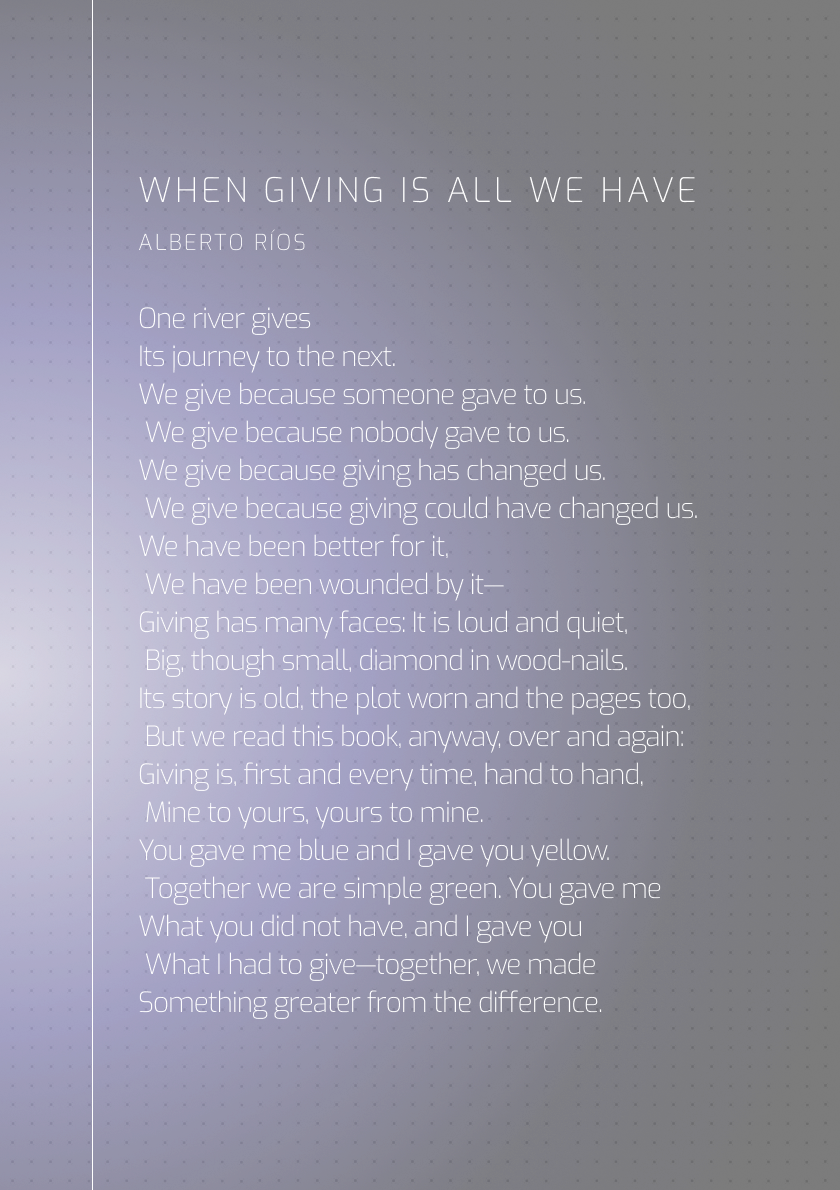 WHEN GIVING IS ALL WE HAVE
ALBERTO RÍOS
One river gives
Its journey to the next.
We give because someone gave to us.
We give because nobody gave to us.
We give because giving has changed us.
We give because giving could have changed us.
We have been better for it,
We have been wounded by it—
Giving has many faces: It is loud and quiet,
Big, though small, diamond in wood-nails.
Its story is old, the plot worn and the pages too,
But we read this book, anyway, over and again:
Giving is, first and every time, hand to hand,
Mine to yours, yours to mine.
You gave me blue and I gave you yellow.
Together we are simple green. You gave me
What you did not have, and I gave you
What I had to give—together, we made
Something greater from the difference.